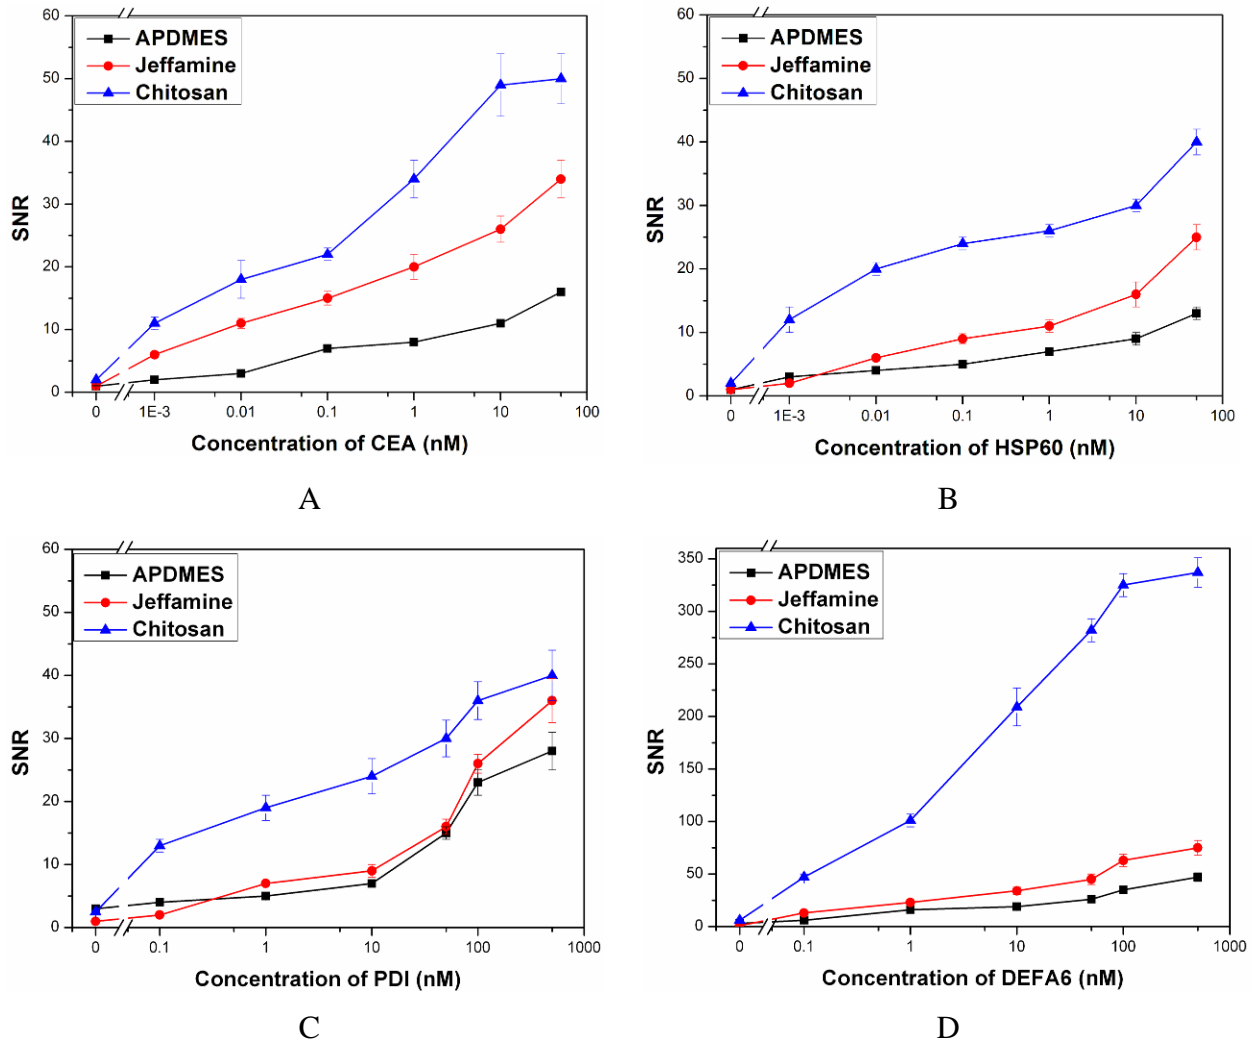 60
50
40
30
20
10
0
SNR
APDMES
Jeffamine
Chitosan
0 1E-3 0.01 0.1 1 10 100
Concentration of CEA (nM)
A
60
50
40
30
20
10
0
SNR
APDMES
Jeffamine
Chitosan
0 1E-3 0.01 0.1 1 10 100
Concentration of HSP60 (nM)
B
60
50
40
30
20
10
0
SNR
APDMES
Jeffamine
Chitosan
0 0.1 1 10 100 1000
Concentration of PDI (nM)
C
350
300
250
200
150
100
50
0
SNR
APDMES
Jeffamine
Chitosan
0 0.1 1 10 100 1000
Concentration of DEFA6 (nM)
D